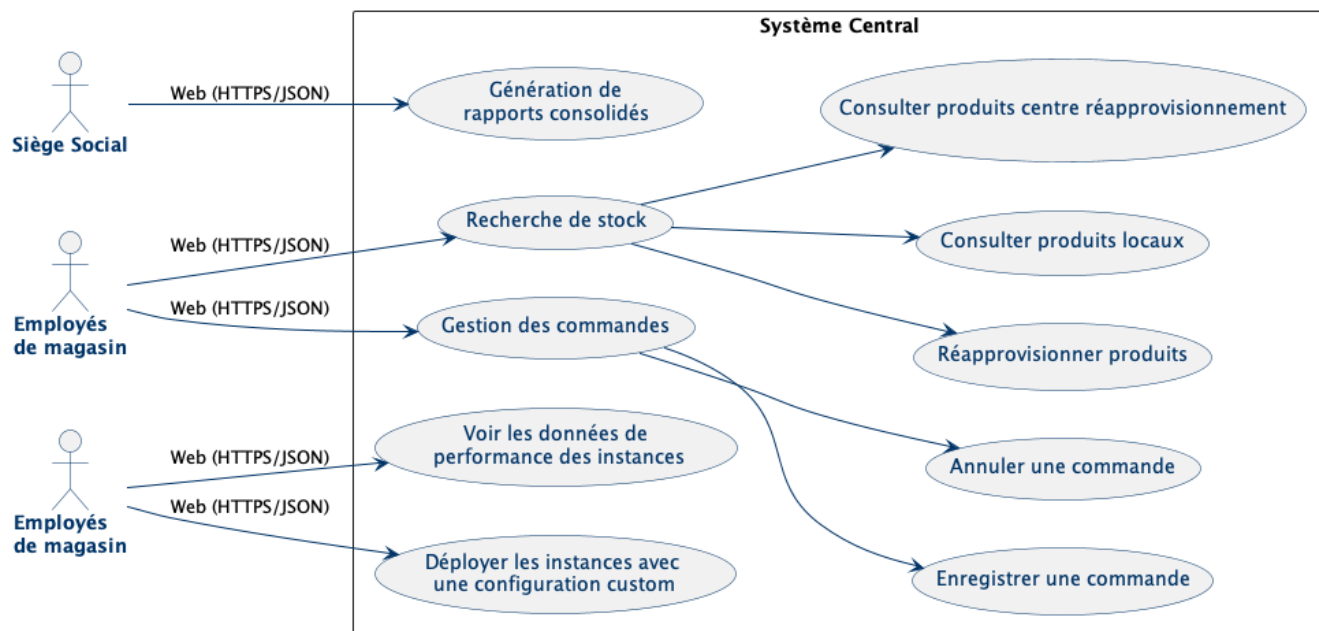 Système Central
Siège Social
Web (HTTPS/JSON)
Génération de
rapports consolidés
Consulter produits centre réapprovisionnement
Employés
de magasin
Web (HTTPS/JSON)
Recherche de stock
Consulter produits locaux
Web (HTTPS/JSON)
Gestion des commandes
Réapprovisionner produits
Employés
de magasin
Web (HTTPS/JSON)
Voir les données de
performance des instances
Annuler une commande
Web (HTTPS/JSON)
Déployer les instances avec
une configuration custom
Enregistrer une commande